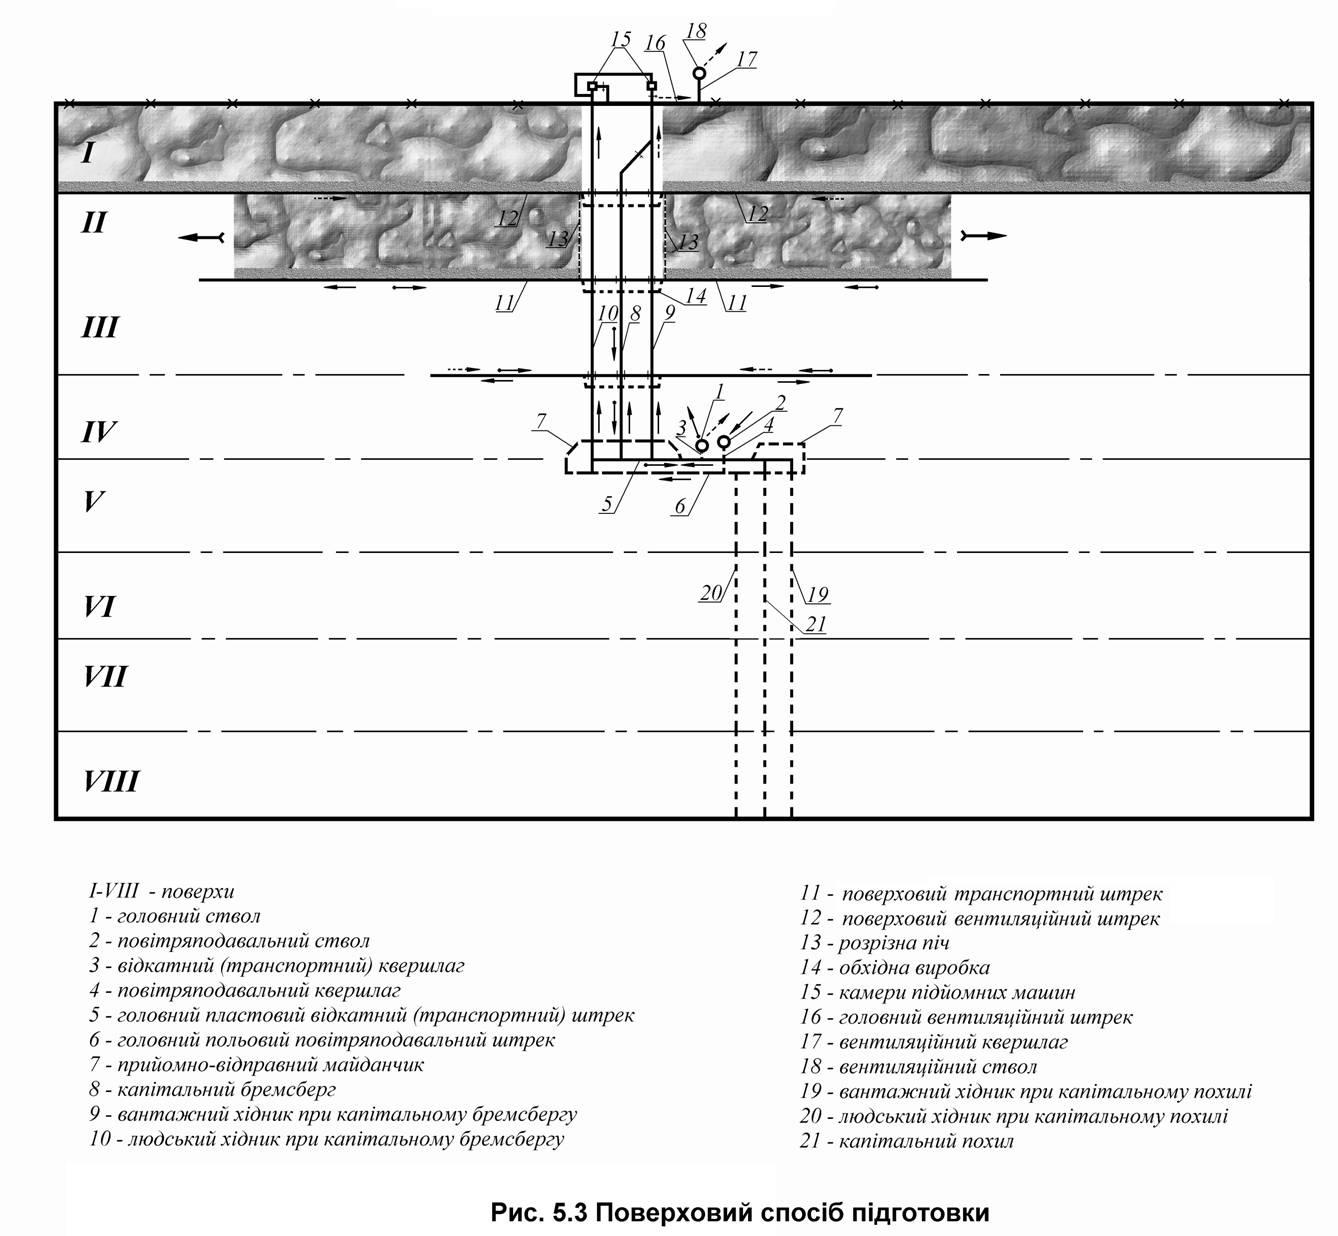 15
16
18
17
I
12
12
II
13
13
11
14
11
III
10
8
9
1
2
7
3
4
7
IV
5
6
V
20
19
21
VI
VII
VIII
I-VIII - поверхи
1 - головний ствол
2 - повітряподавальний ствол
3 - відкатний (транспортний) квершлаг
4 - повітряподавальний квершлаг
5 - головний пластовий відкатний (транспортний) штрек
6 - головний польовий повітряподавальний штрек
7 - прийомно-відправний майданчик
8 - капітальний бремсберг
9 - вантажний хідник при капітальному бремсбергу
10 - людський хідник при капітальному бремсбергу
11 - поверховий транспортний штрек
12 - поверховий вентиляційний штрек
13 - розрізна піч
14 - обхідна виробка
15 - камери підйомних машин
16 - головний вентиляційний штрек
17 - вентиляційний квершлаг
18 - вентиляційний ствол
19 - вантажний хідник при капітальному похилі
20 - людський хідник при капітальному похилі
21 - капітальний похил
Рис. 5.3 Поверховий спосіб підготовки